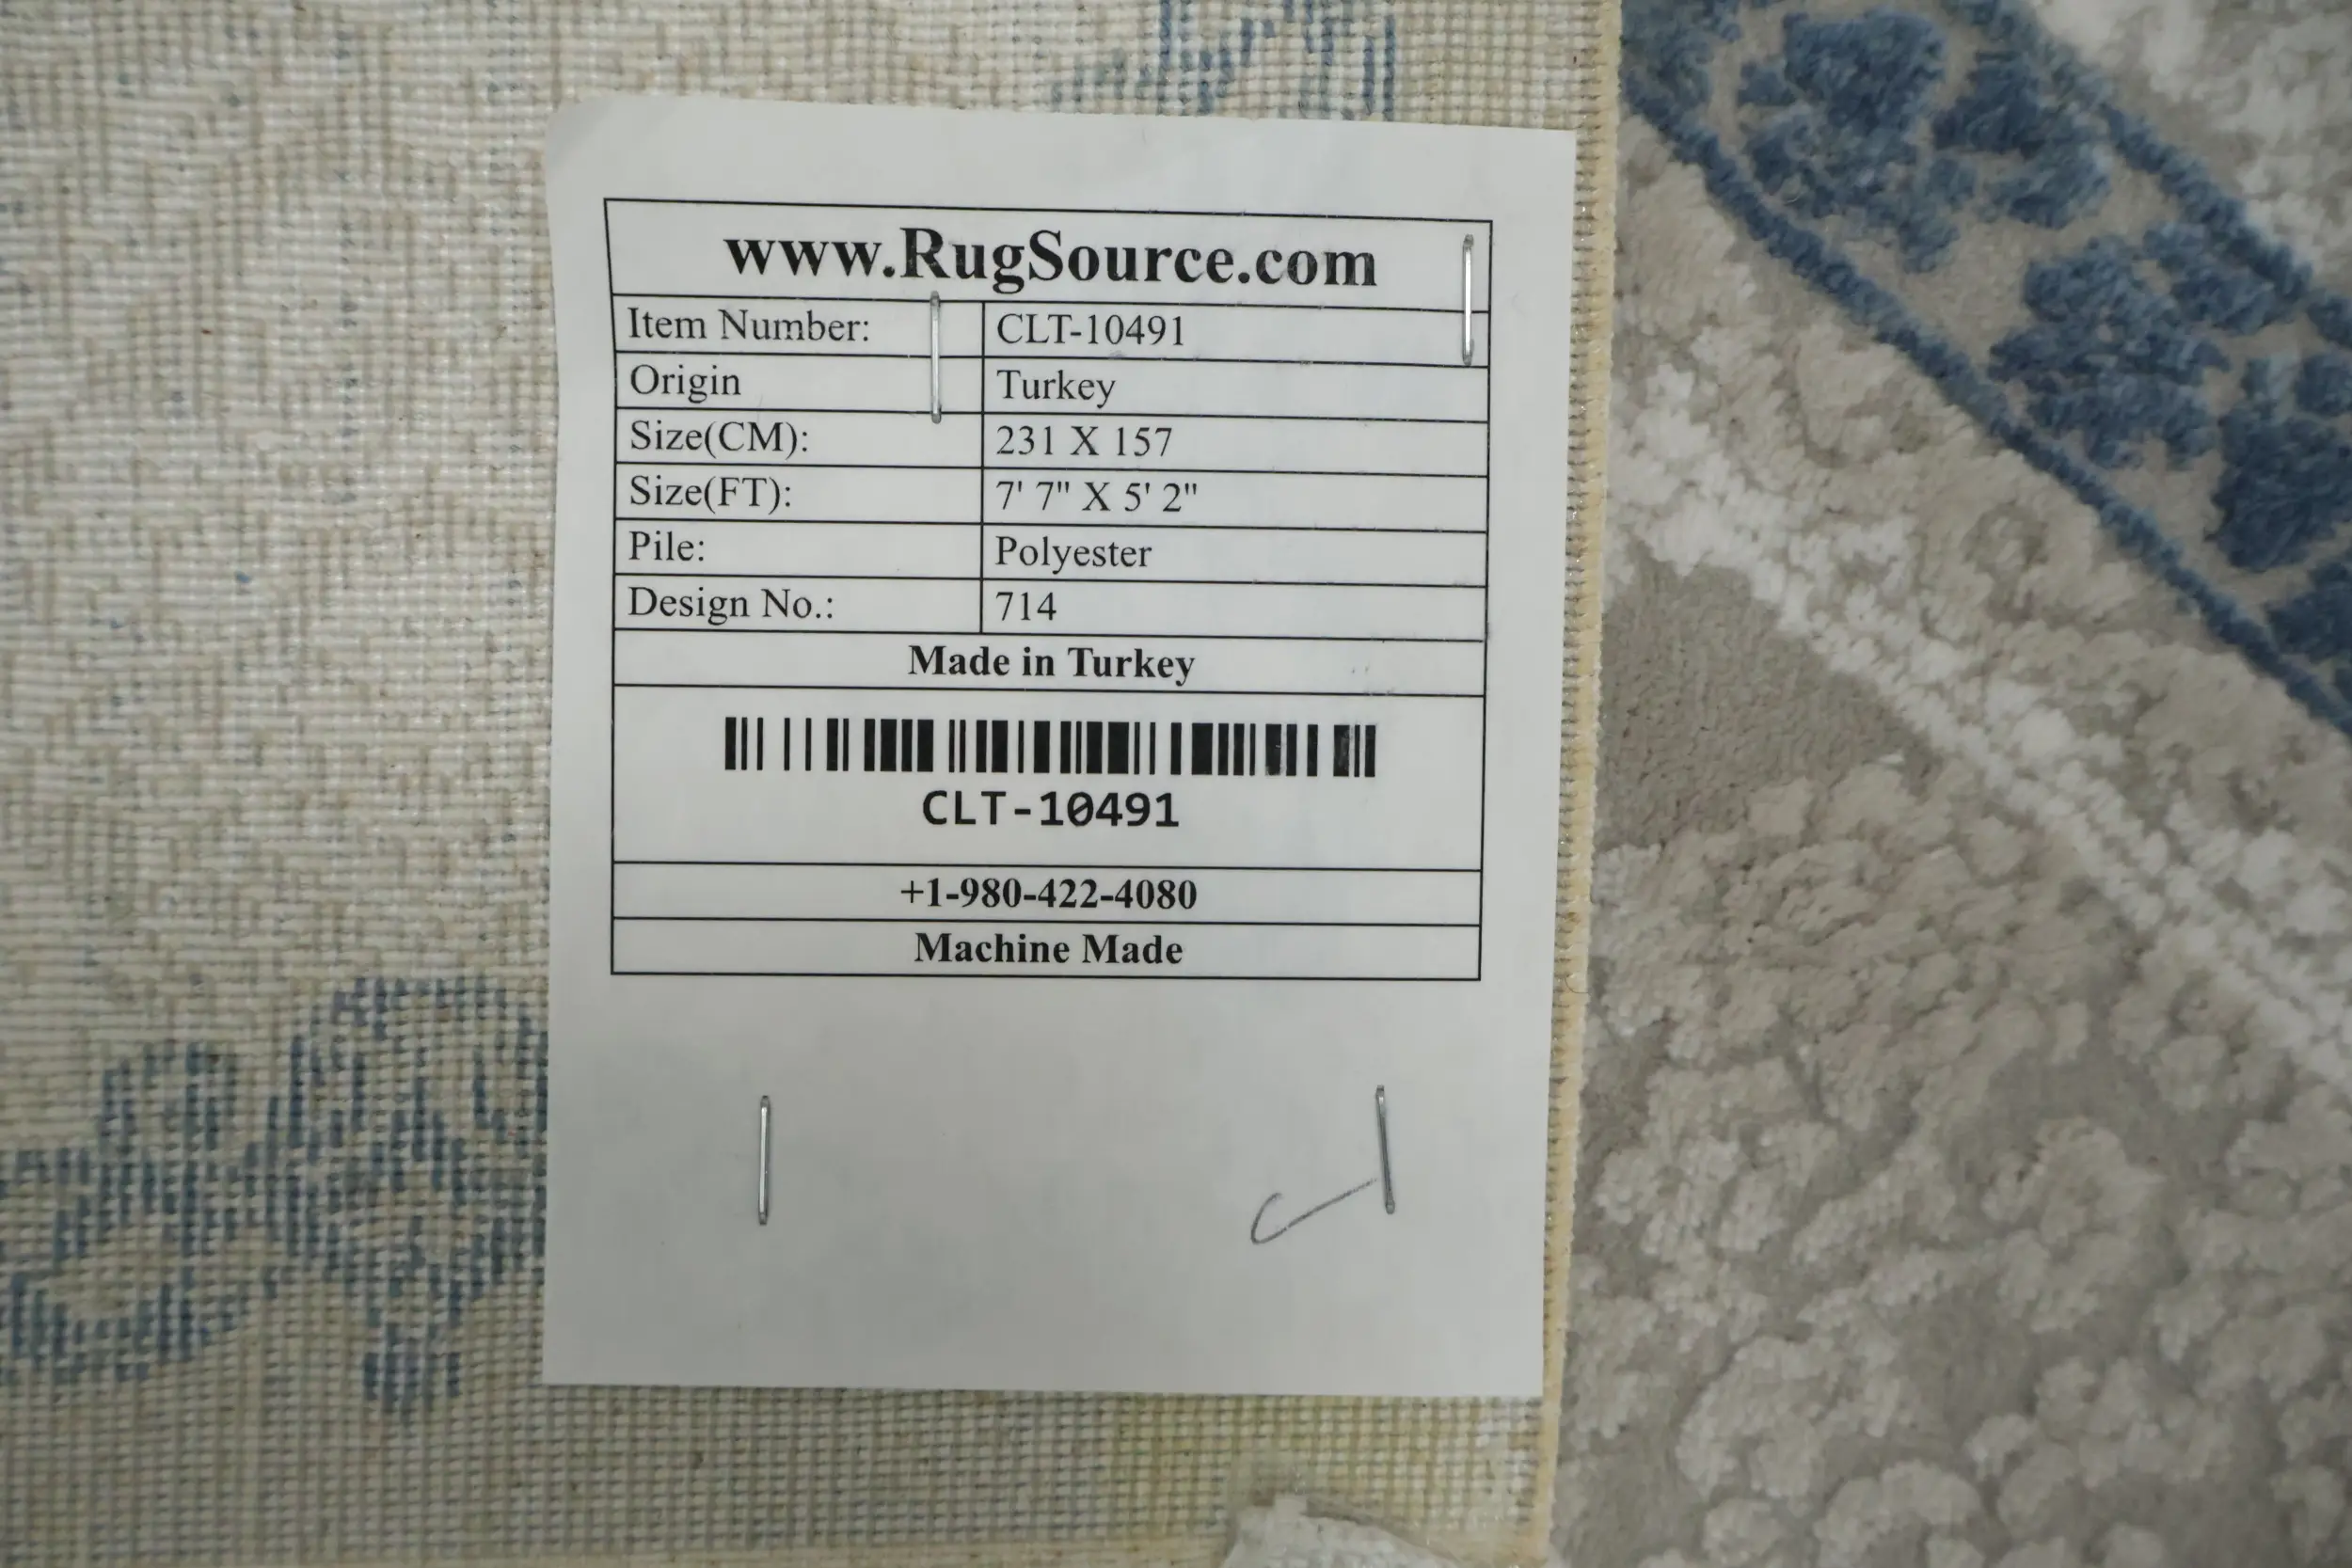 www.RugSource.com
Item Number: CLT-10491
Origin Turkey
Size(CM): 231 X 157
Size(FT): 7' 7" X 5' 2"
Pile: Polyester
Design No.: 714
Made in Turkey
CLT-10491
+1-980-422-4080
Machine Made